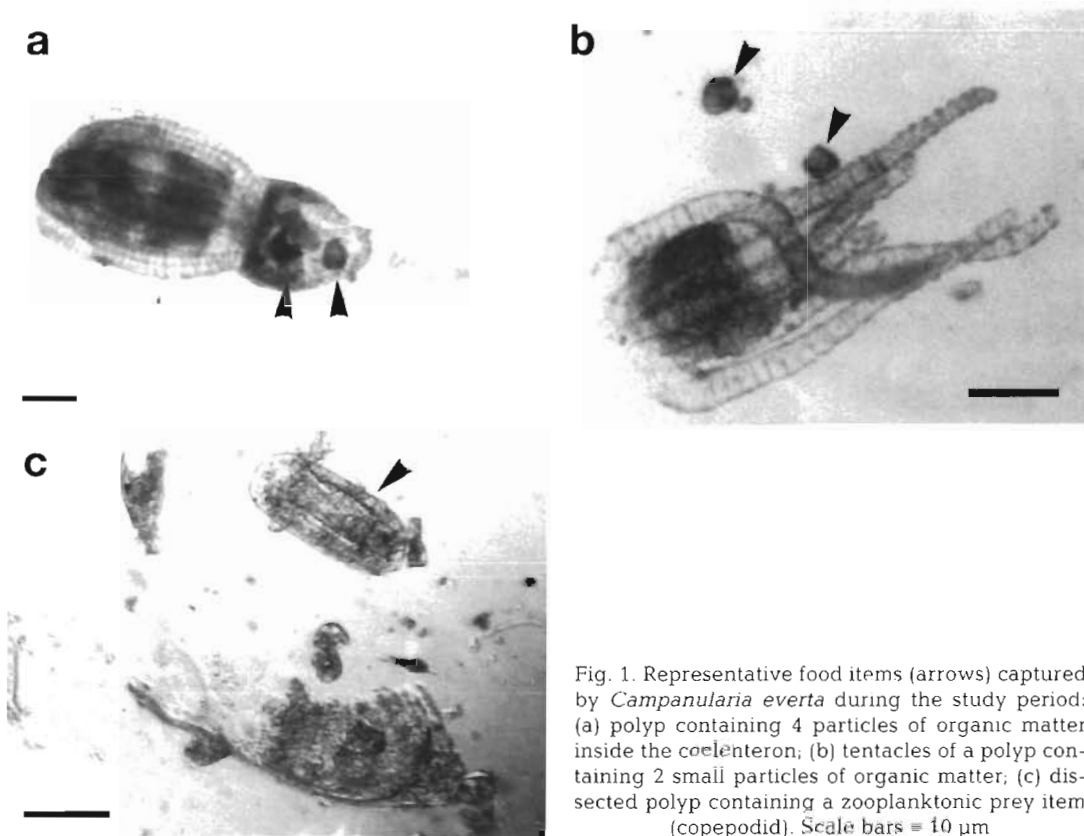 a
b
c
Fig. 1. Representative food items (arrows) captured
by Campanularia everta during the study period:
(a) polyp containing 4 particles of organic matter
inside the coelenteron; (b) tentacles of a polyp con-
taining 2 small particles of organic matter; (c) dis-
sected polyp containing a zooplanktonic prey item
(copepodid). Scale bars = 10 µm